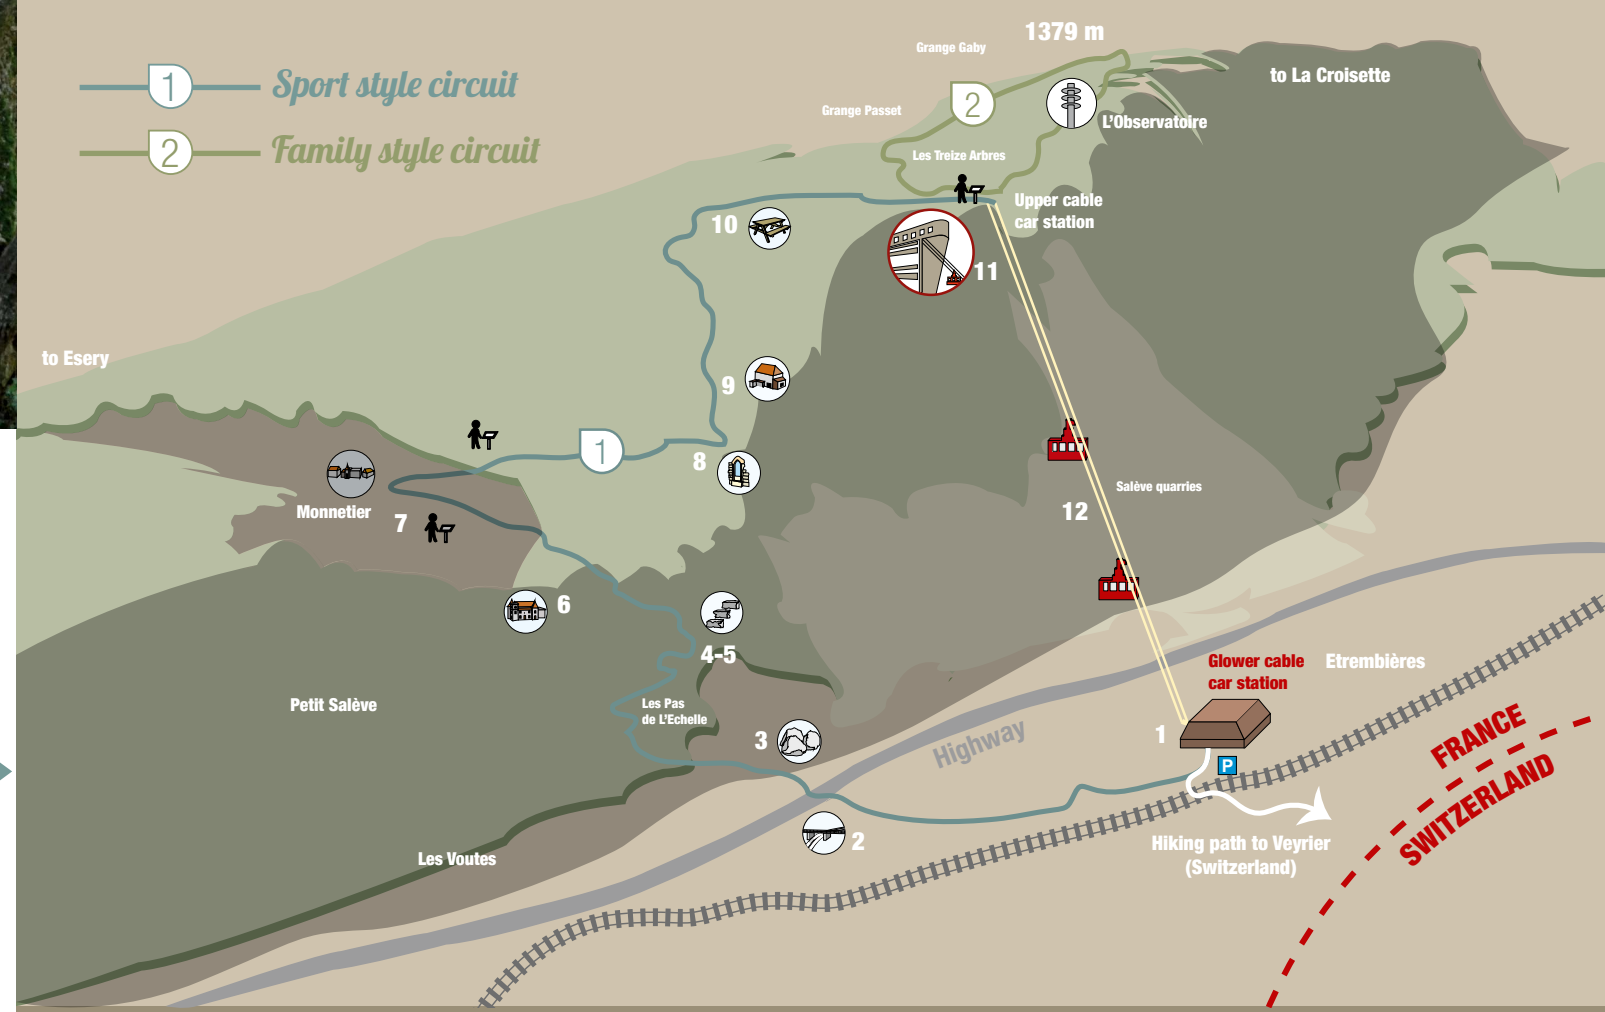 1 Sport style circuit
2 Family style circuit
1379 m
Grange Gaby
to La Croisette
2
Grange Passet
L'Observatoire
Les Treize Arbres
Upper cable
car station
10
11
to Esery
9
1
8
Monnetier
7
Salève quarries
12
6
4-5
Petit Salève
Les Pas
de L'Echelle
Glower cable
car station
Etrembières
3
Highway
1
P
FRANCE
SWITZERLAND
2
Hiking path to Veyrier
(Switzerland)
Les Voutes